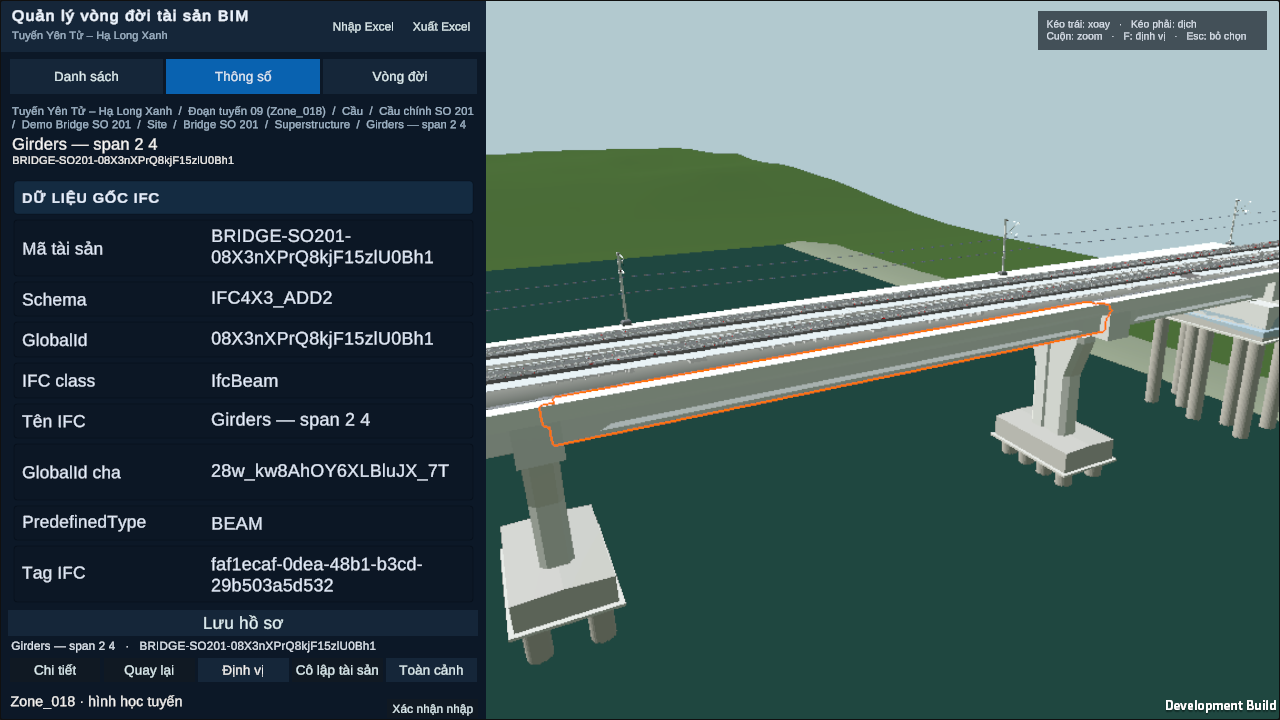 Quản lý vòng đời tài sản BIM
Tuyến Yên Tử – Hạ Long Xanh
Nhập Excel
Xuất Excel
Danh sách
Thông số
Vòng đời
Tuyến Yên Tử – Hạ Long Xanh / Đoạn tuyến 09 (Zone_018) / Cầu / Cầu chính SO 201
/ Demo Bridge SO 201 / Site / Bridge SO 201 / Superstructure / Girders — span 2 4
Girders — span 2 4
BRIDGE-SO201-08X3nXPrQ8kjF15zlU0Bh1
DỮ LIỆU GỐC IFC
Mã tài sản
BRIDGE-SO201-
08X3nXPrQ8kjF15zlU0Bh1
Schema
IFC4X3_ADD2
GlobalId
08X3nXPrQ8kjF15zlU0Bh1
IFC class
IfcBeam
Tên IFC
Girders — span 2 4
GlobalId cha
28w_kw8AhOY6XLBluJX_7T
PredefinedType
BEAM
Tag IFC
faf1ecaf-0dea-48b1-b3cd-
29b503a5d532
Lưu hồ sơ
Girders — span 2 4 · BRIDGE-SO201-08X3nXPrQ8kjF15zlU0Bh1
Chi tiết
Quay lại
Định vị
Cô lập tài sản
Toàn cảnh
Zone_018 · hình học tuyến
Xác nhận nhập
Kéo trái: xoay · Kéo phải: dịch
Cuộn: zoom · F: định vị · Esc: bỏ chọn
Development Build